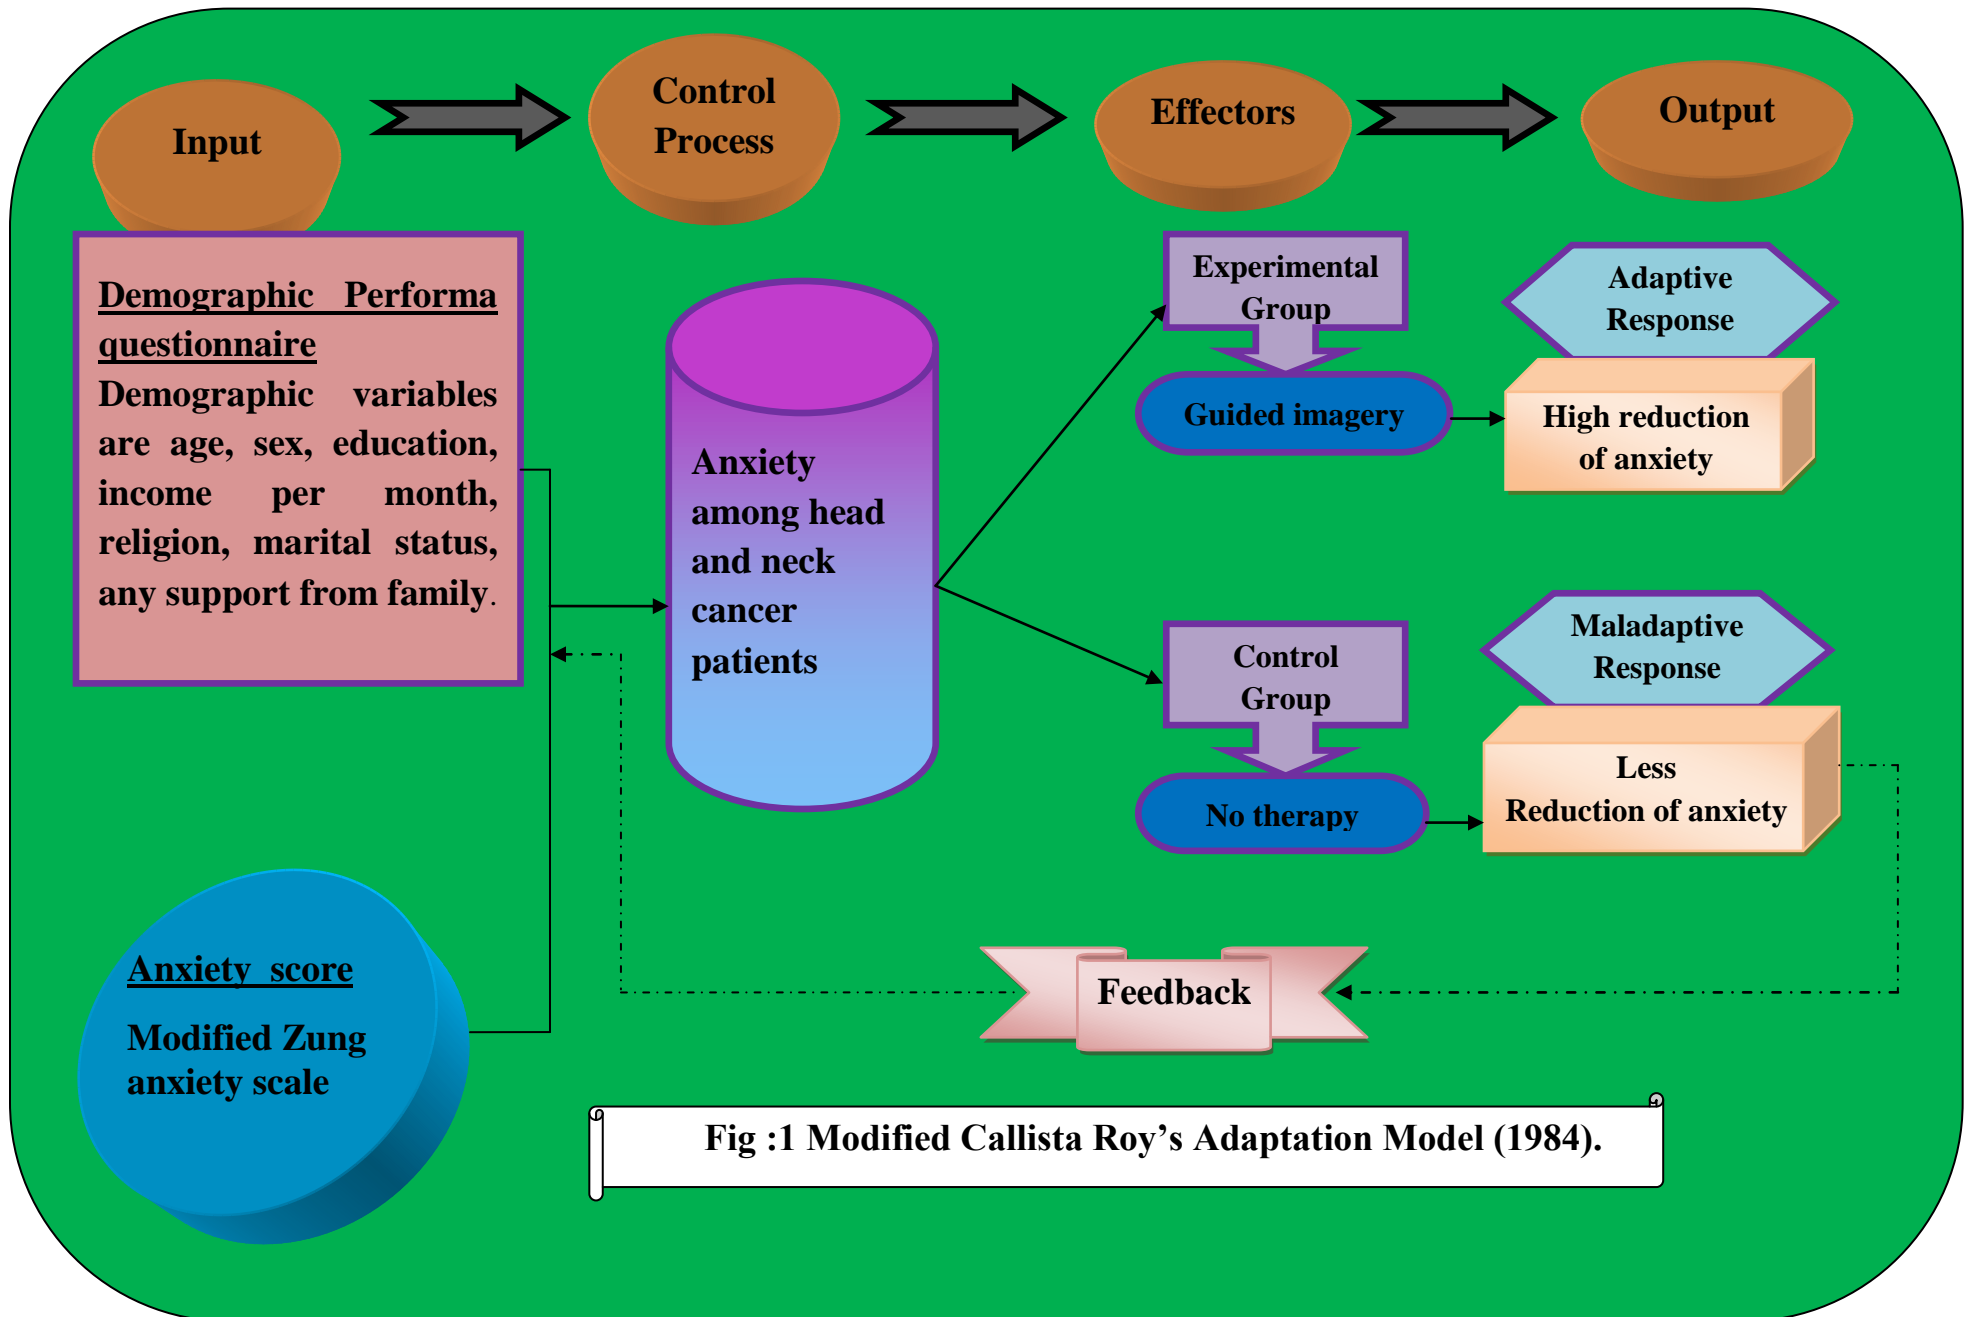 Input
Control
Process
Effectors
Output
Demographic Performa
questionnaire
Demographic variables
are age, sex, education,
income per month,
religion, marital status,
any support from family.
Anxiety score
Modified Zung
anxiety scale
Anxiety
among head
and neck
cancer
patients
Experimental
Group
Guided imagery
Adaptive
Response
High reduction
of anxiety
Control
Group
No therapy
Maladaptive
Response
Less
Reduction of anxiety
Feedback
Fig :1 Modified Callista Roy’s Adaptation Model (1984).